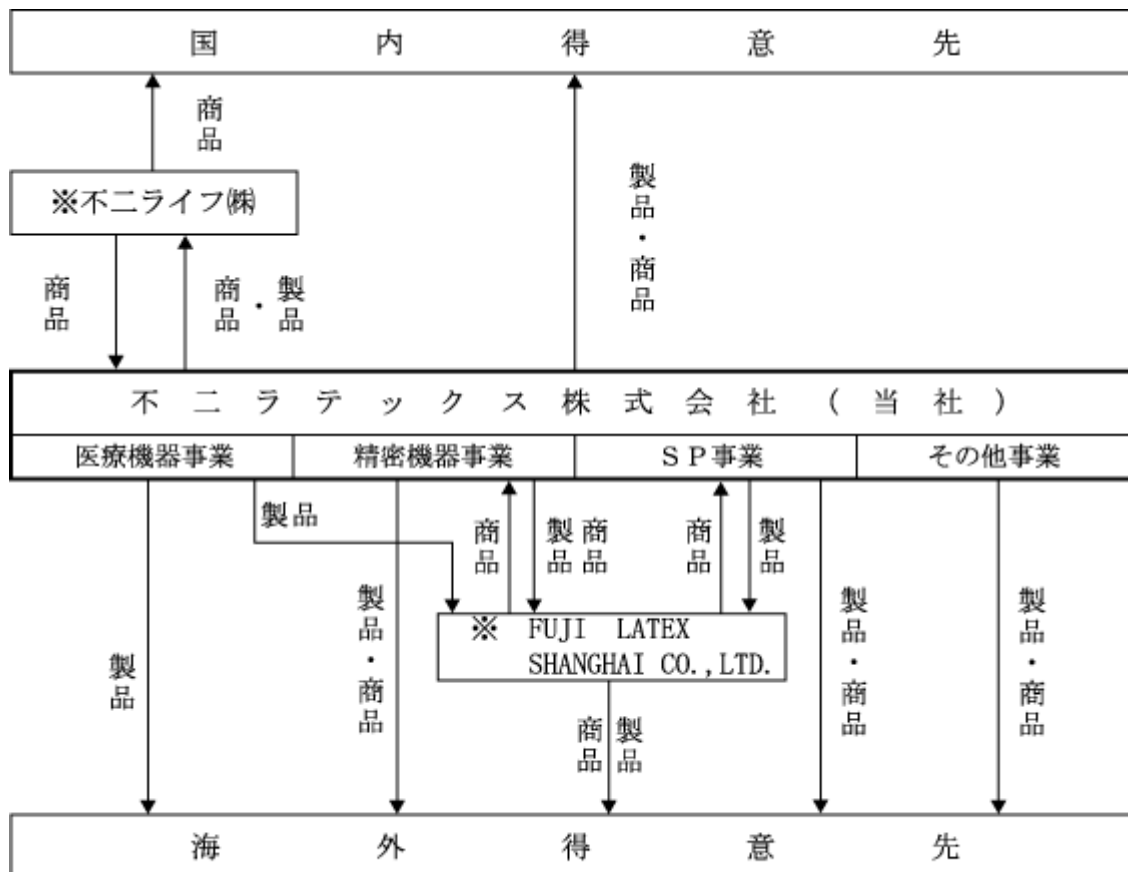 国内得意先
商品
※不二ライフ㈱
製品・商品
商品
商品・製品
不二ラテックス株式会社(当社)
医療機器事業
精密機器事業
SP事業
その他事業
製品
商品
製品
商品
商品
製品
製品
製品・商品
※ FUJI LATEX
SHANGHAI CO.,LTD.
製品・商品
製品・商品
商品
製品
海外得意先